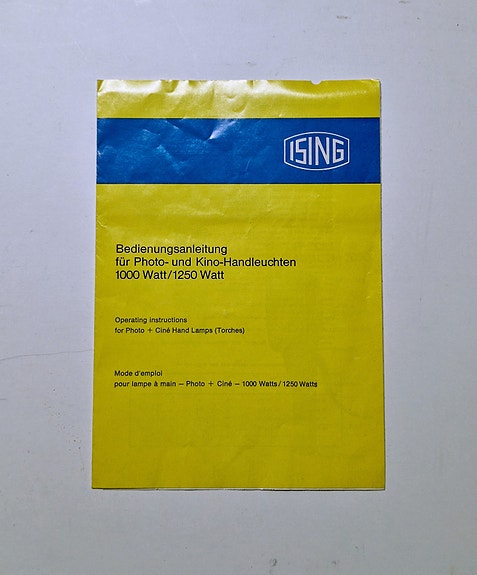 ISING
Bedienungsanleitung
für Photo- und Kino-Handleuchten
1000 Watt/1250 Watt
Operating instructions
for Photo + Ciné Hand Lamps (Torches)
Mode d'emploi
pour lampe à main — Photo + Ciné — 1000 Watts/1250 Watts